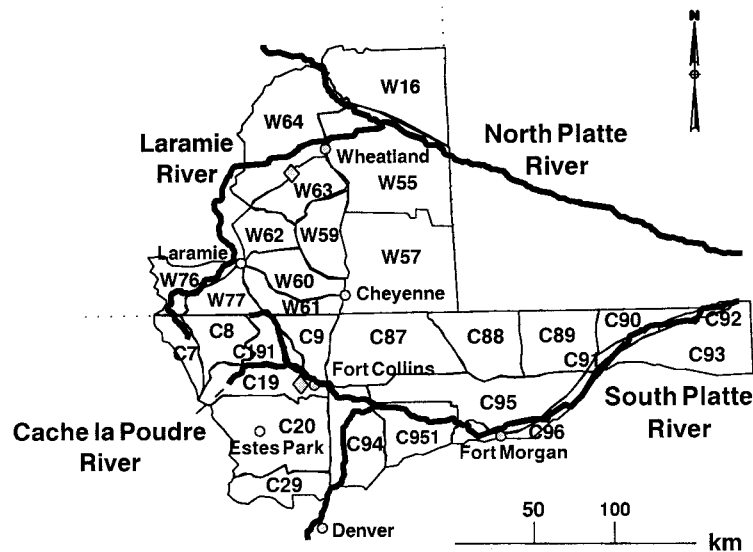 N
W16
W64
Laramie
River
North Platte
River
Wheatland
W63
W55
W62
W59
Laramie
W57
W76
W60
W77
Cheyenne
W61
C8
C9
C87
C88
C89
C90
C92
C7
C191
C91
C93
Fort Collins
C19
C95
South Platte
River
Cache la Poudre
River
C20
Estes Park
C94
C951
C96
Fort Morgan
C29
50
100
Denver
km